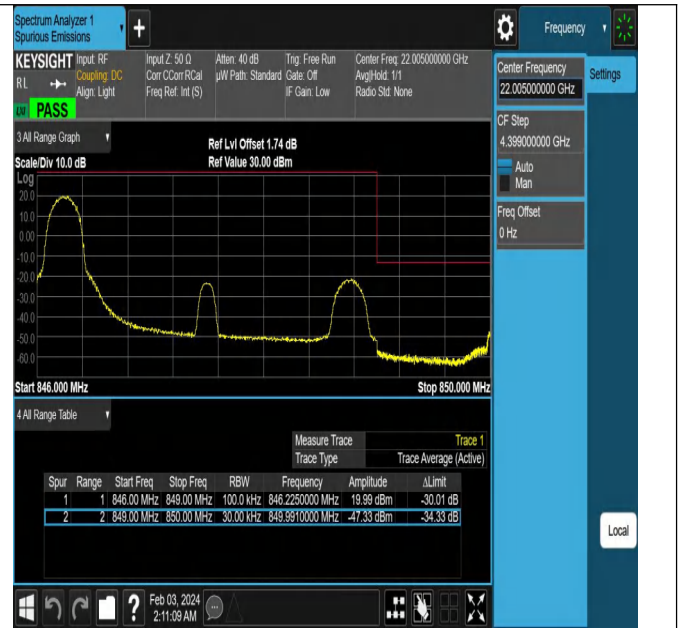 Spectrum Analyzer 1
Spurious Emissions
+
Frequency
KEYSIGHT
RL
Input: RF
Coupling: DC
Align: Light
Input Z: 50 Ω
Corr CCorr RCal
Freq Ref: Int (S)
Atten: 40 dB
µW Path: Standard
Trig: Free Run
Gate: Off
IF Gain: Low
Center Freq: 22.005000000 GHz
Avg|Hold: 1/1
Radio Std: None
PASS
3 All Range Graph
Ref Lvl Offset 1.74 dB
Scale/Div 10.0 dB
Ref Value 30.00 dBm
Log
20.0
10.0
0.00
-10.0
-20.0
-30.0
-40.0
-50.0
-60.0
Start 846.000 MHz
Stop 850.000 MHz
4 All Range Table
Measure Trace Trace 1
Trace Type Trace Average (Active)
Spur Range Start Freq Stop Freq RBW Frequency Amplitude ΔLimit
1 1 846.00 MHz 849.00 MHz 100.0 kHz 846.2250000 MHz 19.99 dBm -30.01 dB
2 2 849.00 MHz 850.00 MHz 30.00 kHz 849.9910000 MHz -47.33 dBm -34.33 dB
Center Frequency
22.005000000 GHz
Settings
CF Step
4.399000000 GHz
Auto
Man
Freq Offset
0 Hz
Local
?
Feb 03, 2024
2:11:09 AM